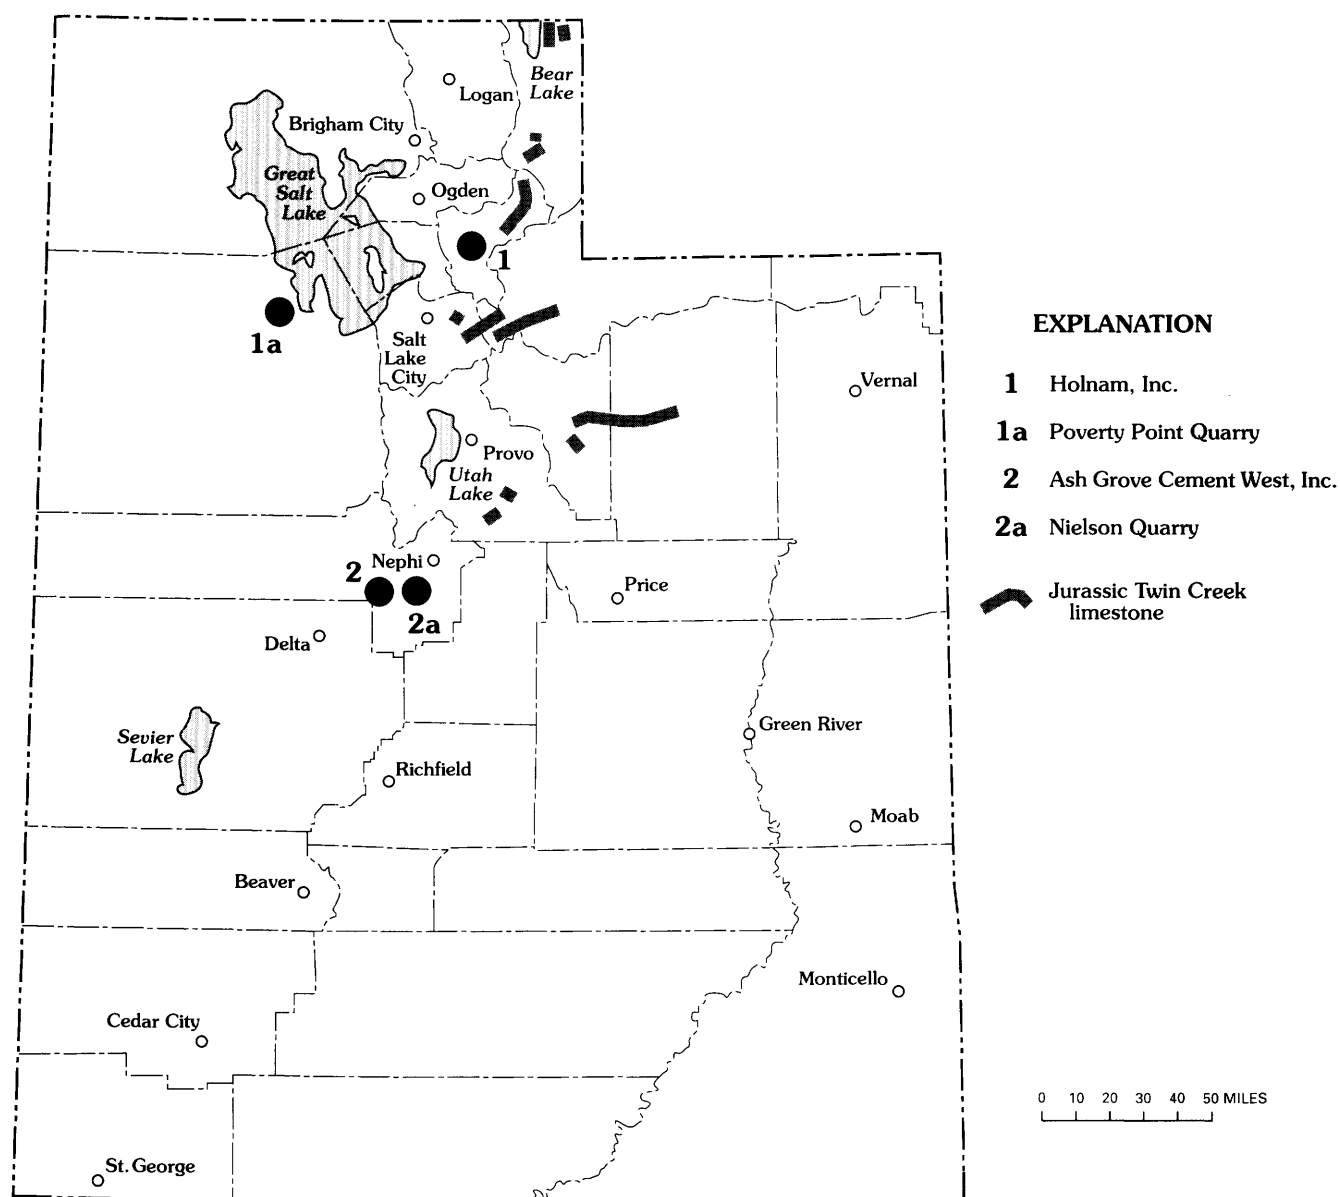 Bear
Lake
Logan
Brigham City
Great
Salt
Lake
Ogden
1
1a
Salt
Lake
City
Vernal
Provo
Utah
Lake
Nephi
2
2a
Price
Delta
Sevier
Lake
Green River
Richfield
Moab
Beaver
Monticello
Cedar City
St. George
EXPLANATION
1 Holnam, Inc.
1a Poverty Point Quarry
2 Ash Grove Cement West, Inc.
2a Nielson Quarry
Jurassic Twin Creek
limestone
0 10 20 30 40 50 MILES